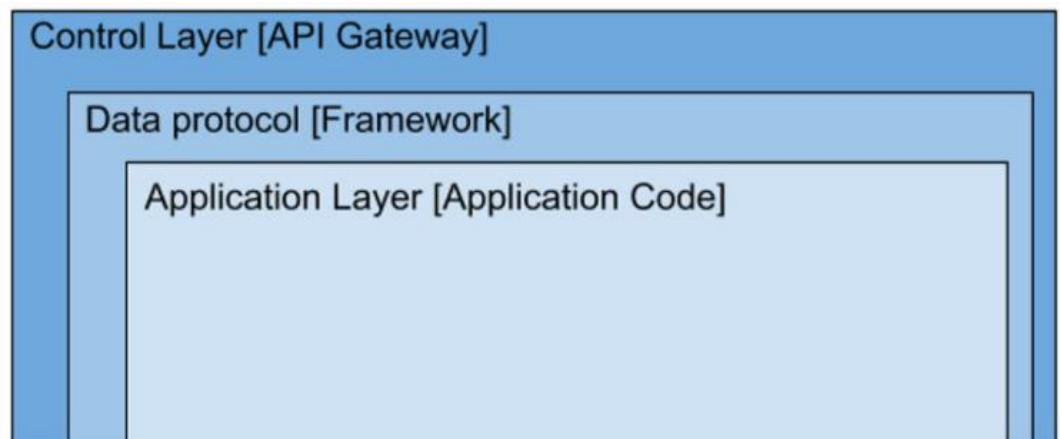 Control Layer [API Gateway]
Data protocol [Framework]
Application Layer [Application Code]